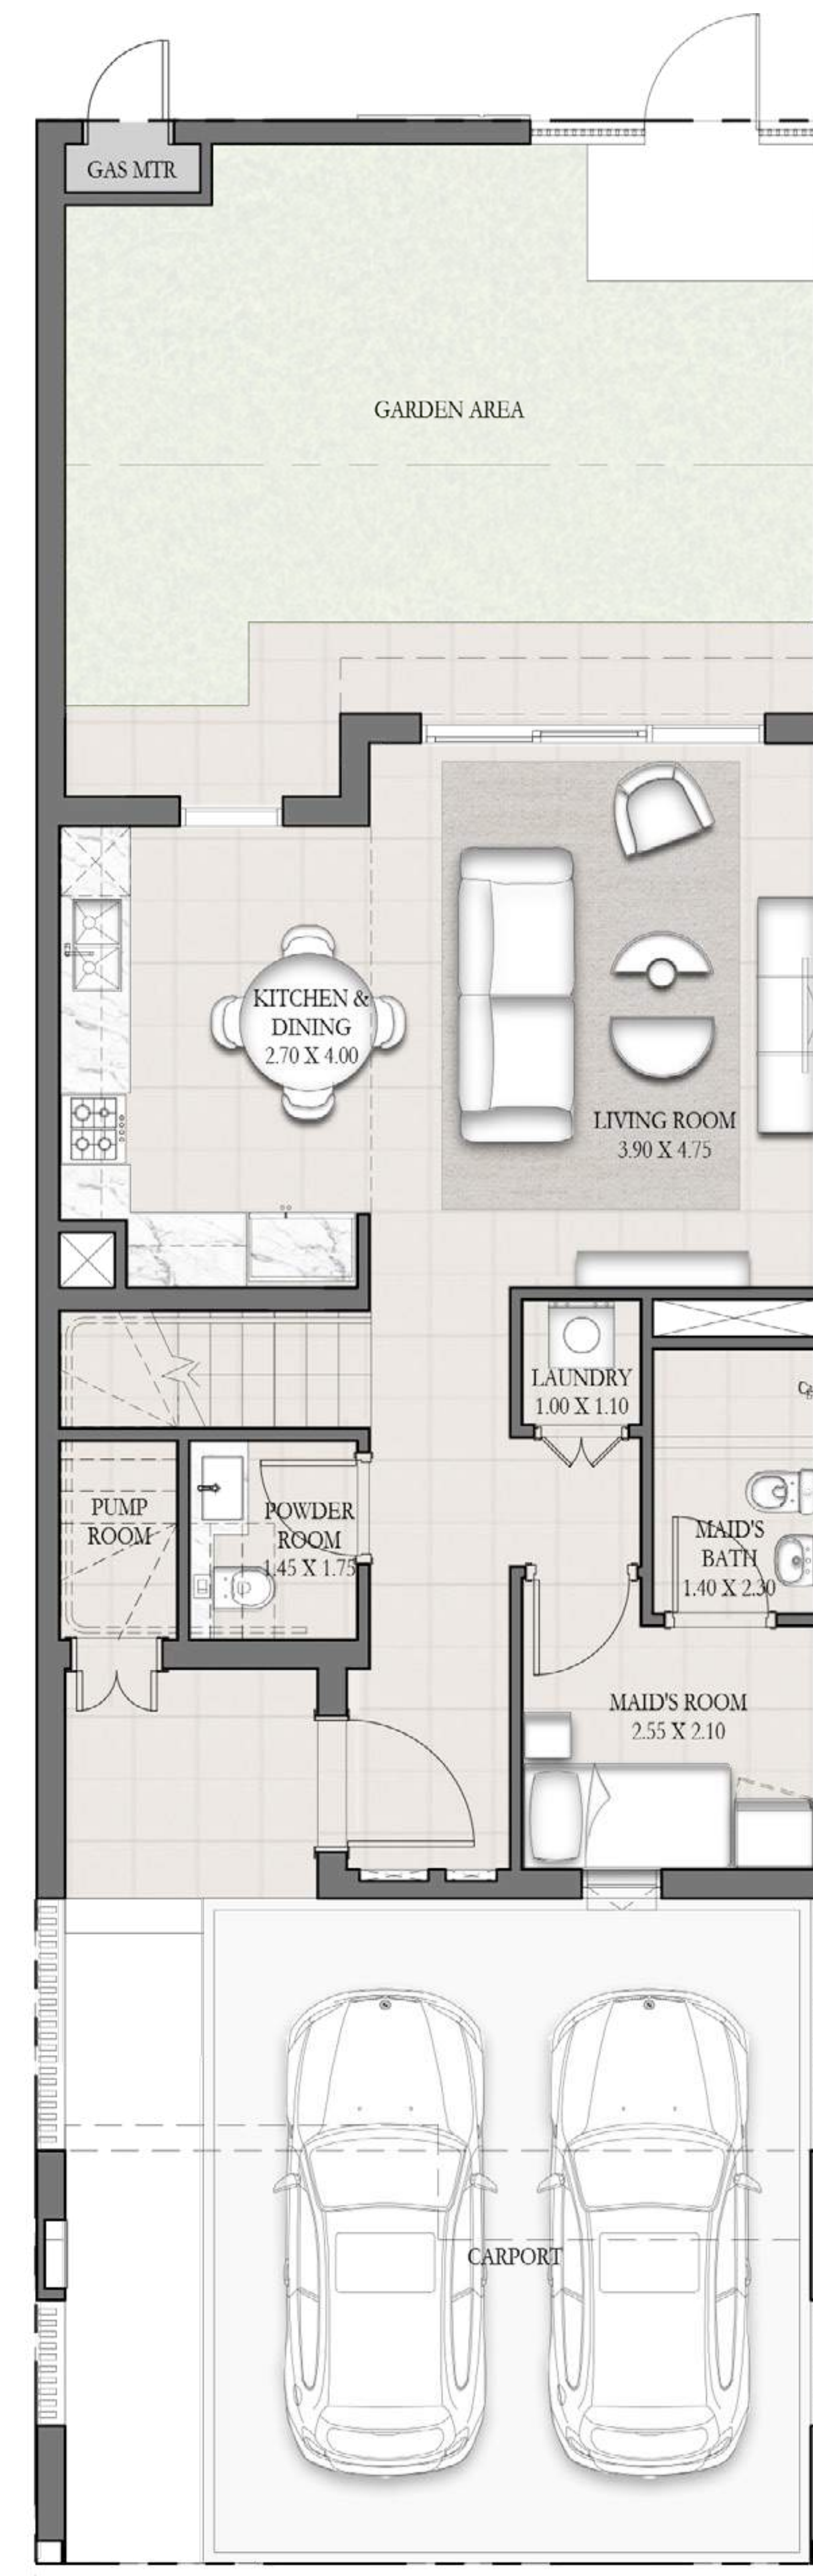 GAS MTR
GARDEN AREA
KITCHEN &
DINING
2.70 X 4.00
LIVING ROOM
3.90 X 4.75
LAUNDRY
1.00 X 1.10
PUMP
ROOM
POWDER
ROOM
1.45 X 1.75
MAID'S
BATH
1.40 X 2.30
MAID'S ROOM
2.55 X 2.10
CARPORT